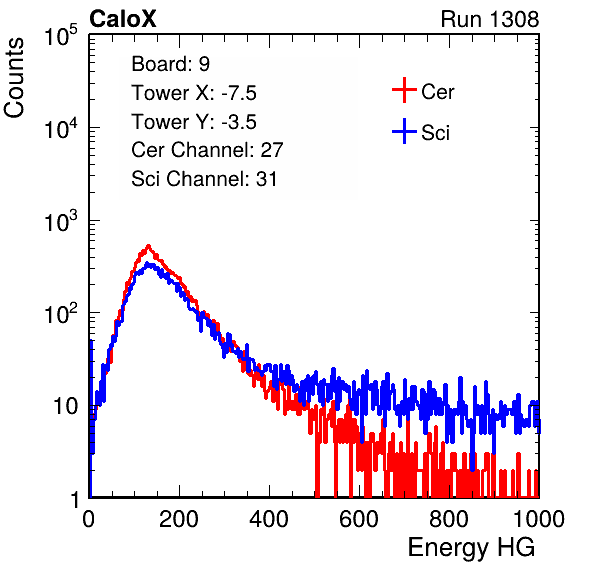 CaloX Run 1308
Counts
10^5
10^4
10^3
10^2
10
1
Board: 9
Tower X: -7.5
Tower Y: -3.5
Cer Channel: 27
Sci Channel: 31
Cer
Sci
0 200 400 600 800 1000
Energy HG